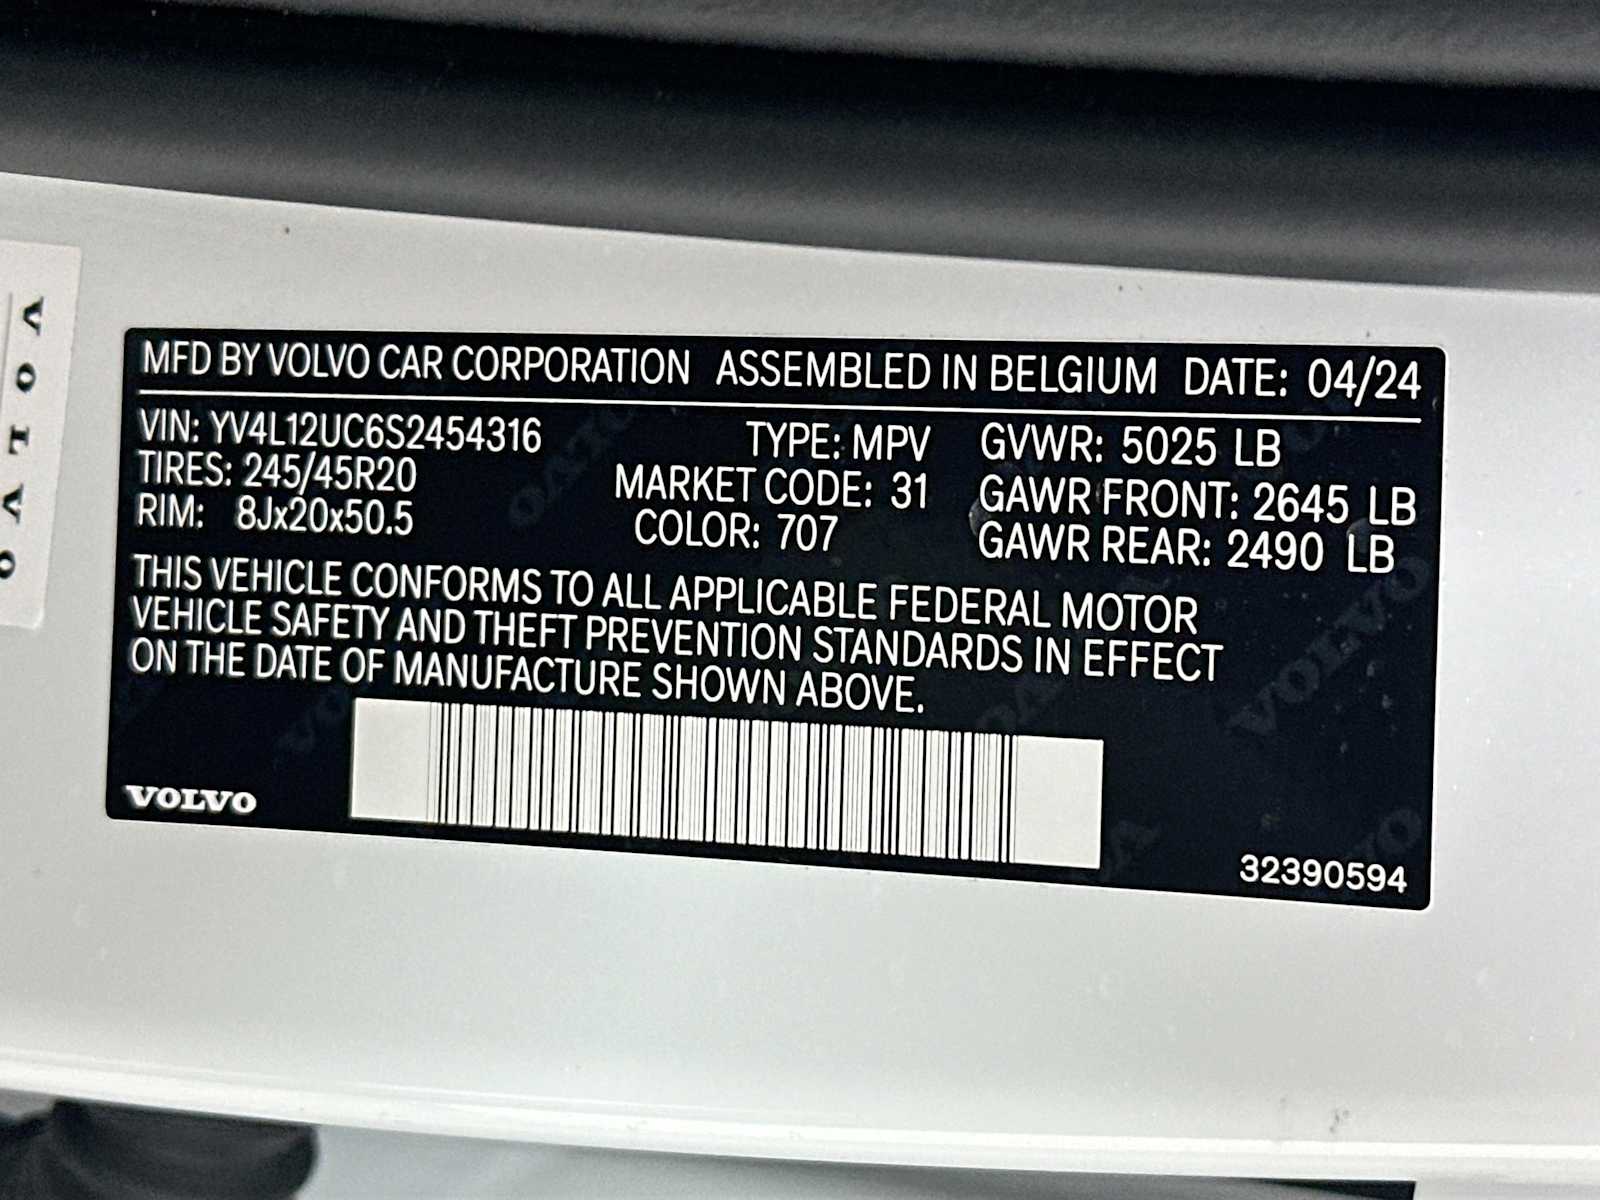 MFD BY VOLVO CAR CORPORATION ASSEMBLED IN BELGIUM DATE: 04/24
VIN: YV4L12UC6S2454316 TYPE: MPV GVWR: 5025 LB
TIRES: 245/45R20 MARKET CODE: 31 GAWR FRONT: 2645 LB
RIM: 8Jx20x50.5 COLOR: 707 GAWR REAR: 2490 LB
THIS VEHICLE CONFORMS TO ALL APPLICABLE FEDERAL MOTOR
VEHICLE SAFETY AND THEFT PREVENTION STANDARDS IN EFFECT
ON THE DATE OF MANUFACTURE SHOWN ABOVE.
VOLVO
32390594
VOLVO